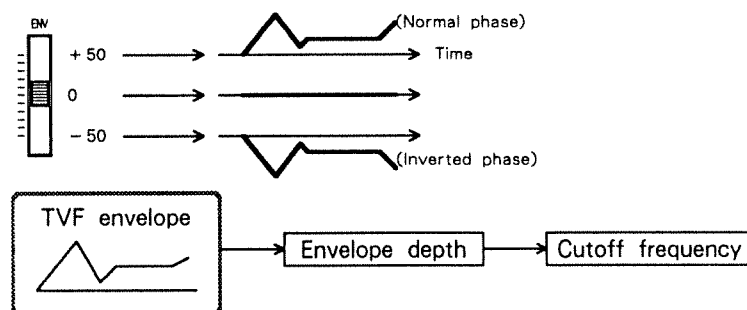 ENV
(Normal phase)
+50
Time
0
−50
(Inverted phase)
TVF envelope
Envelope depth
Cutoff frequency